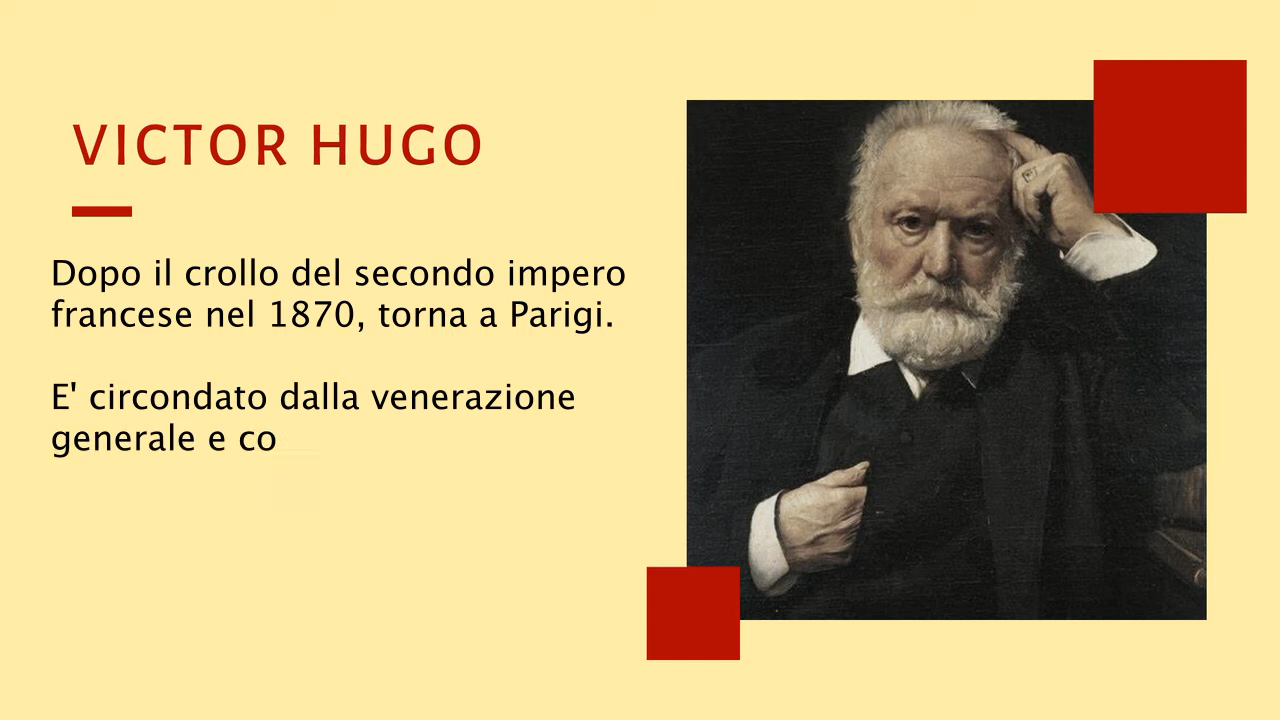 VICTOR HUGO
Dopo il crollo del secondo impero
francese nel 1870, torna a Parigi.
E' circondato dalla venerazione
generale e co